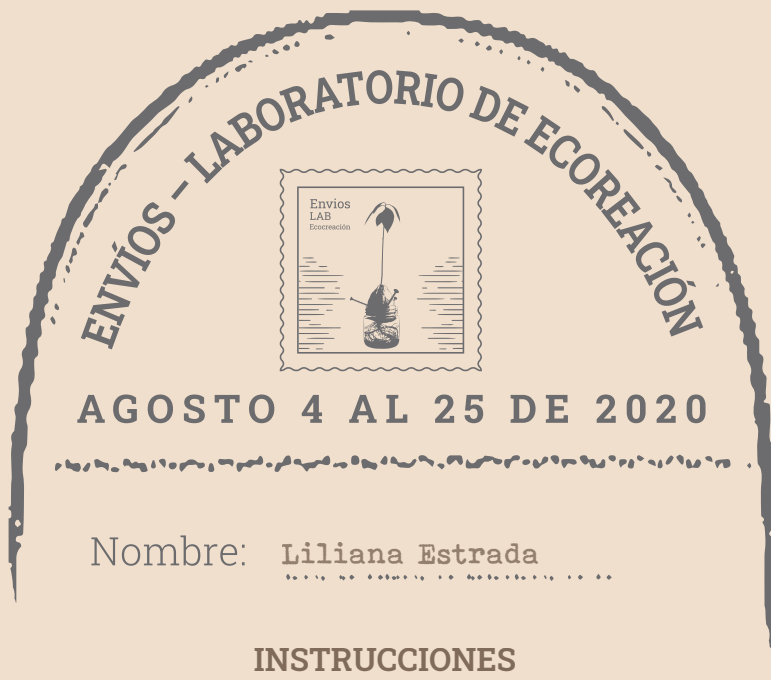 ENVÍOS – LABORATORIO DE ECOREACIÓN
Envios
LAB
Ecocreación
AGOSTO 4 AL 25 DE 2020
Nombre: Liliana Estrada
INSTRUCCIONES